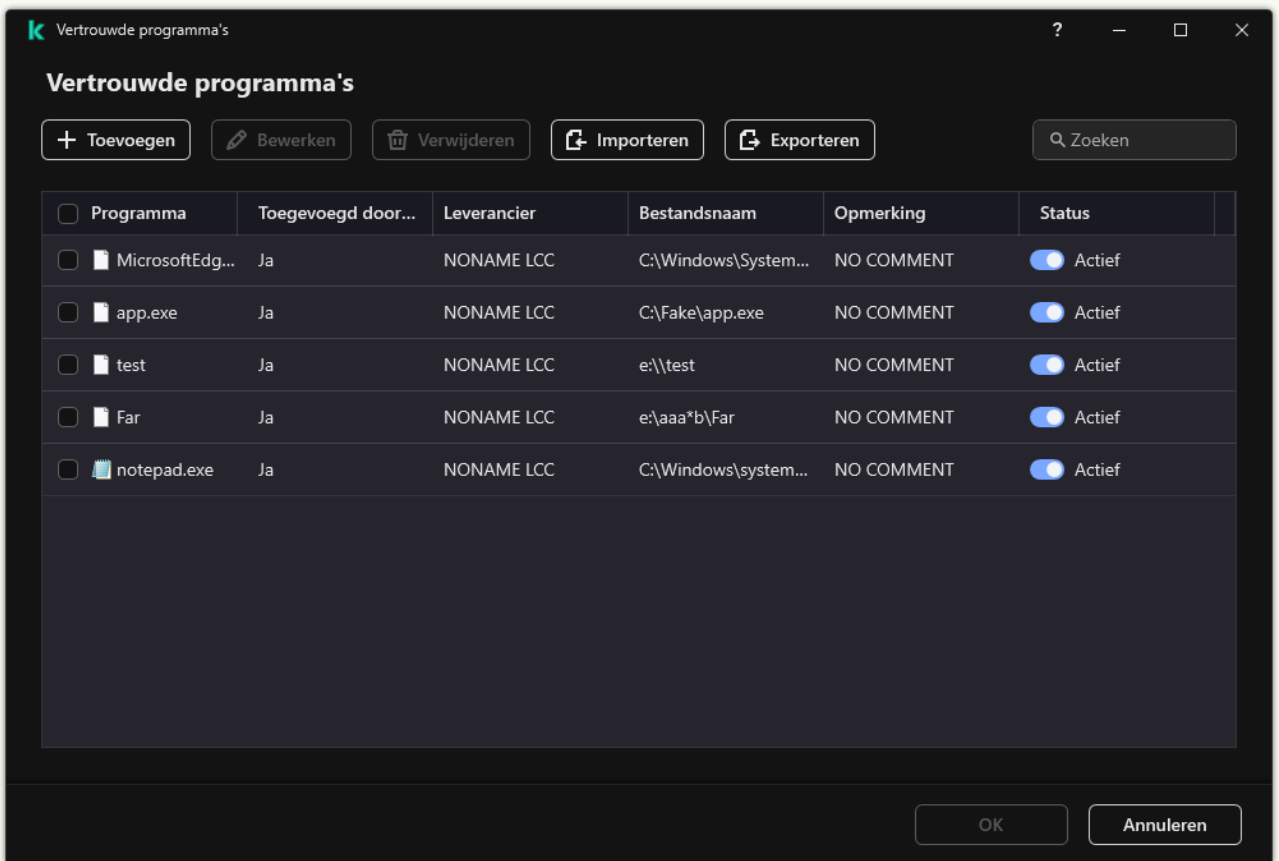 Vertrouwde programma's
?
Vertrouwde programma's
Toevoegen Bewerken Verwijderen Importeren Exporteren Zoeken
Programma Toegevoegd door... Leverancier Bestandsnaam Opmerking Status
MicrosoftEdg... Ja NONAME LCC C:\Windows\System... NO COMMENT Actief
app.exe Ja NONAME LCC C:\Fake\app.exe NO COMMENT Actief
test Ja NONAME LCC e:\\test NO COMMENT Actief
Far Ja NONAME LCC e:\aaa*b\Far NO COMMENT Actief
notepad.exe Ja NONAME LCC C:\Windows\system... NO COMMENT Actief
OK Annuleren